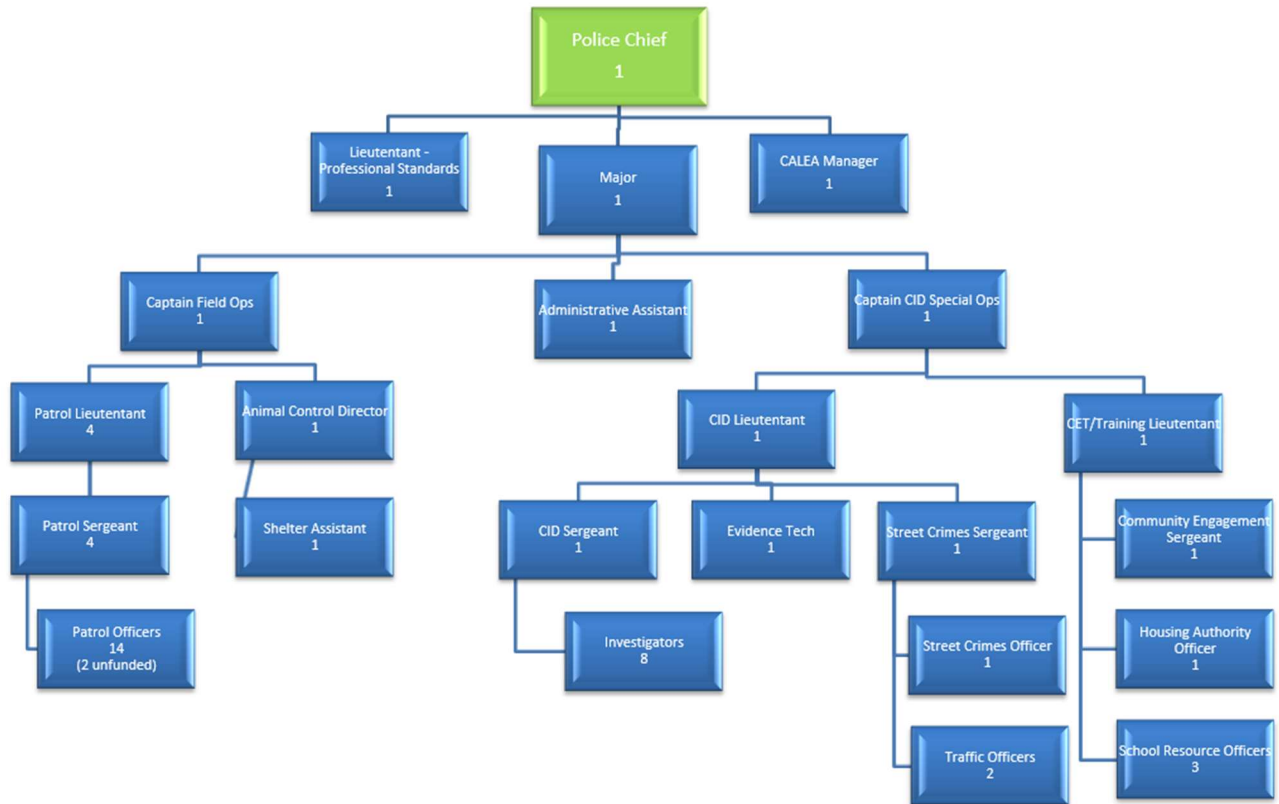 Police Chief
1
Lieutentant -
Professional Standards
1
Major
1
CALEA Manager
1
Captain Field Ops
1
Administrative Assistant
1
Captain CID Special Ops
1
Patrol Lieutentant
4
Animal Control Director
1
CID Lieutentant
1
CET/Training Lieutentant
1
Patrol Sergeant
4
Shelter Assistant
1
CID Sergeant
1
Evidence Tech
1
Street Crimes Sergeant
1
Community Engagement
Sergeant
1
Patrol Officers
14
(2 unfunded)
Investigators
8
Street Crimes Officer
1
Housing Authority
Officer
1
Traffic Officers
2
School Resource Officers
3